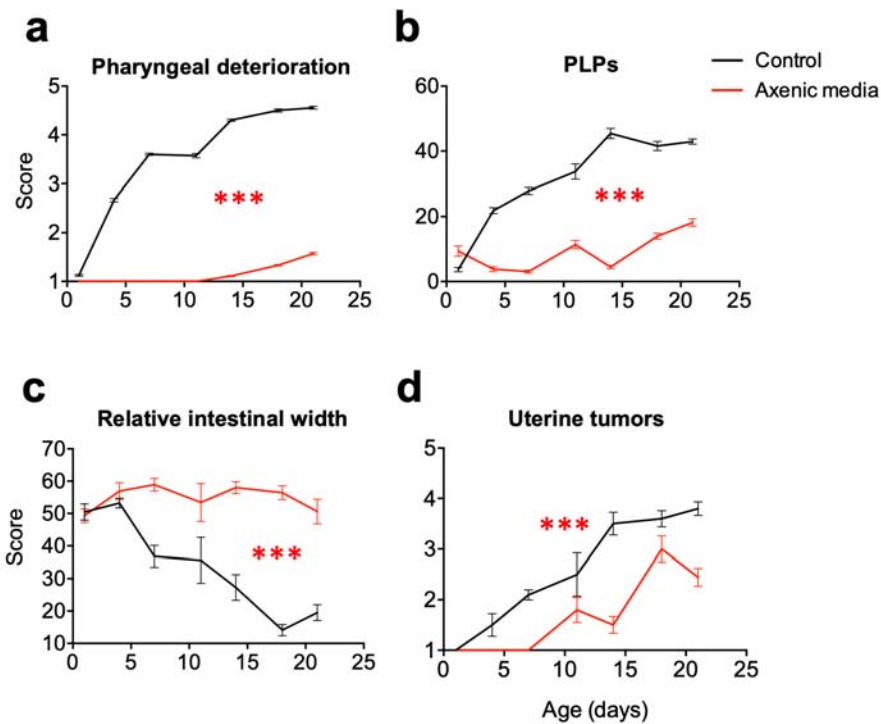 a
Pharyngeal deterioration
Score
5
4
3
2
1
0 5 10 15 20 25
***
b
PLPs
60
40
20
0
0 5 10 15 20 25
***
Control
Axenic media
c
Relative intestinal width
Score
70
60
50
40
30
20
10
0 5 10 15 20 25
***
d
Uterine tumors
5
4
3
2
1
0 5 10 15 20 25
***
Age (days)